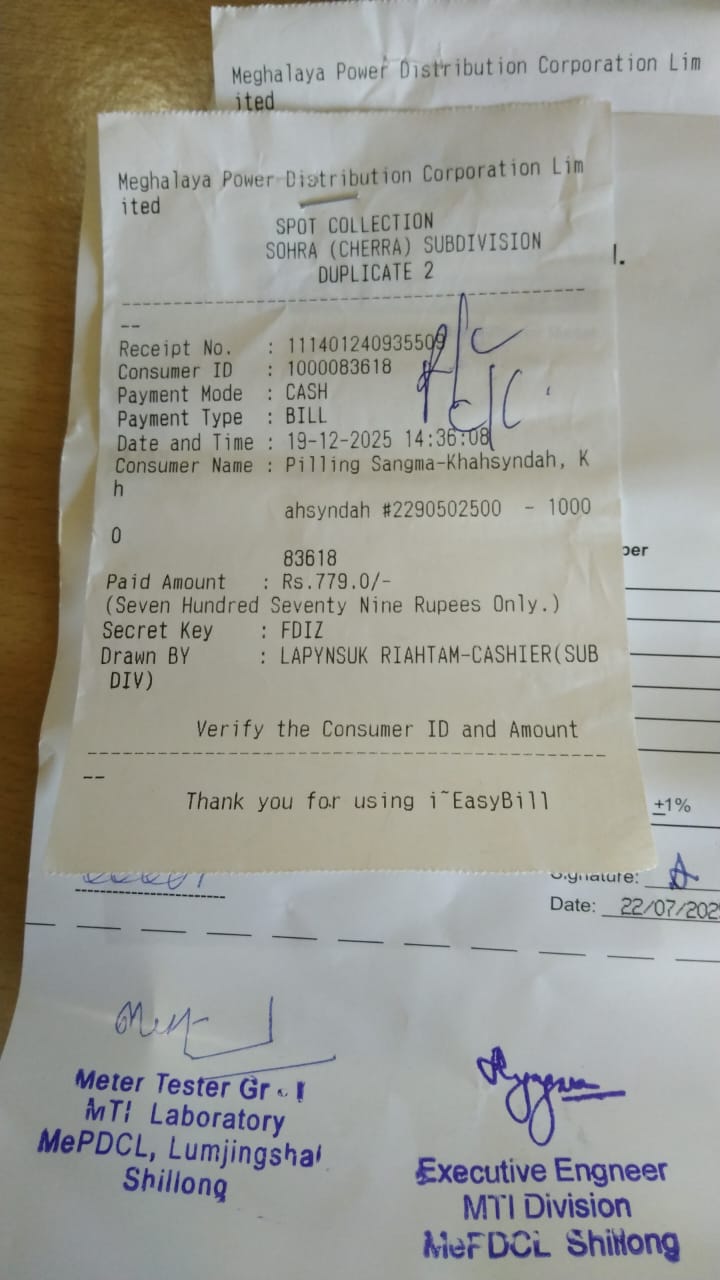 Meghalaya Power Distribution Corporation Lim
ited
Meghalaya Power Distribution Corporation Lim
ited
SPOT COLLECTION
SOHRA (CHERRA) SUBDIVISION
DUPLICATE 2
--
Receipt No. : 111401240935509
Consumer ID : 1000083618
Payment Mode : CASH
Payment Type : BILL
Date and Time : 19-12-2025 14:36:08
Consumer Name : Pilling Sangma-Khahsyndah, K
h
ahsyndah #2290502500 - 1000
0
83618
Paid Amount : Rs.779.0/-
(Seven Hundred Seventy Nine Rupees Only.)
Secret Key : FDIZ
Drawn BY : LAPYNSUK RIAHTAM-CASHIER(SUB
DIV)
Verify the Consumer ID and Amount
--
Thank you for using i~EasyBill
±1%
Signature:
Date: 22/07/202
Meter Tester
MTI Laboratory
MePDCL, Lumjingshai
Shillong
Executive Engneer
MTI Division
MePDCL Shillong